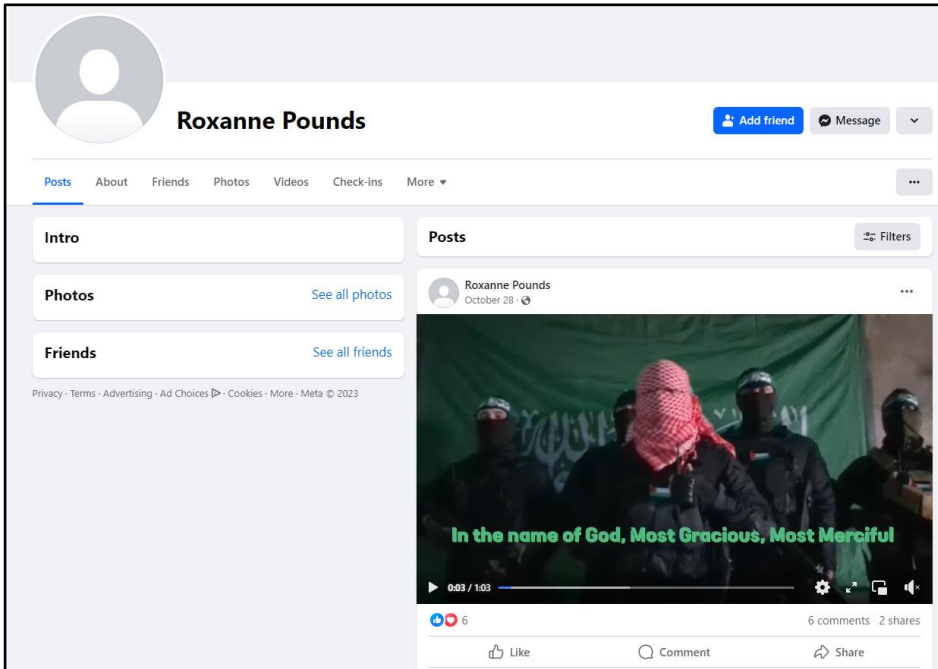 Roxanne Pounds
Add friend
Message
Posts
About
Friends
Photos
Videos
Check-ins
More
Intro
Photos
See all photos
Friends
See all friends
Privacy · Terms · Advertising · Ad Choices · Cookies · More · Meta © 2023
Posts
Filters
Roxanne Pounds
October 28 ·
In the name of God, Most Gracious, Most Merciful
0:03 / 1:03
6
6 comments 2 shares
Like
Comment
Share